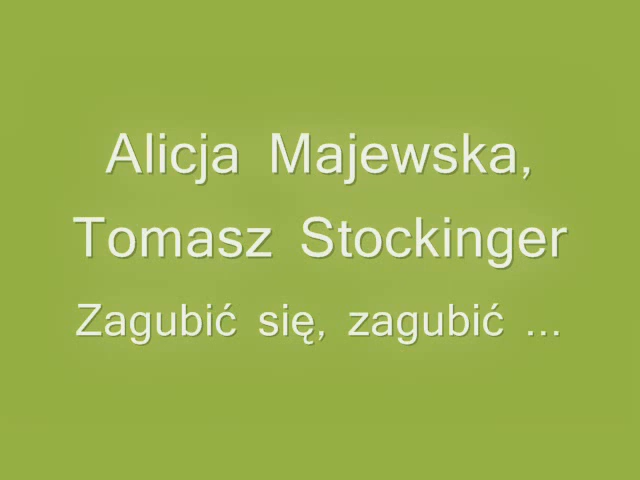 Alicja Majewska,
Tomasz Stockinger
Zagubić się, zagubić ...